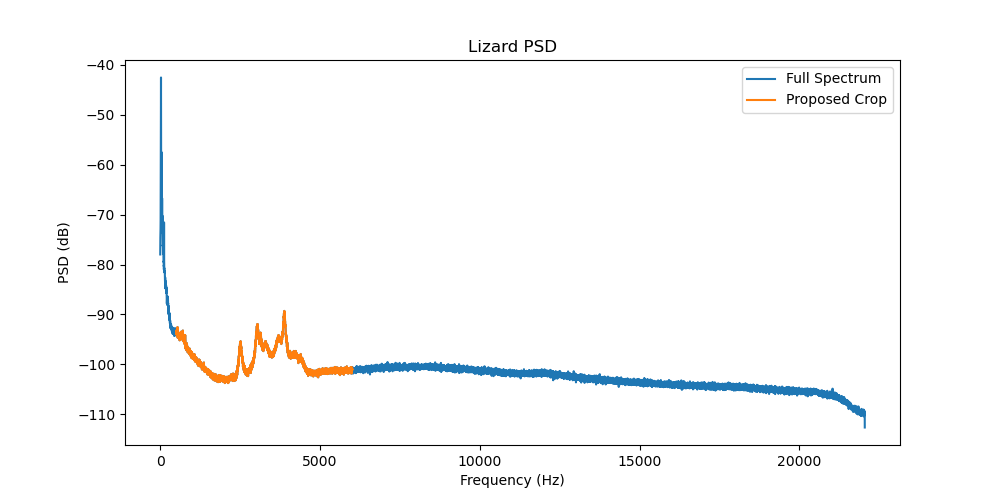 Lizard PSD
Full Spectrum
Proposed Crop
PSD (dB)
−40
−50
−60
−70
−80
−90
−100
−110
0
5000
10000
15000
20000
Frequency (Hz)